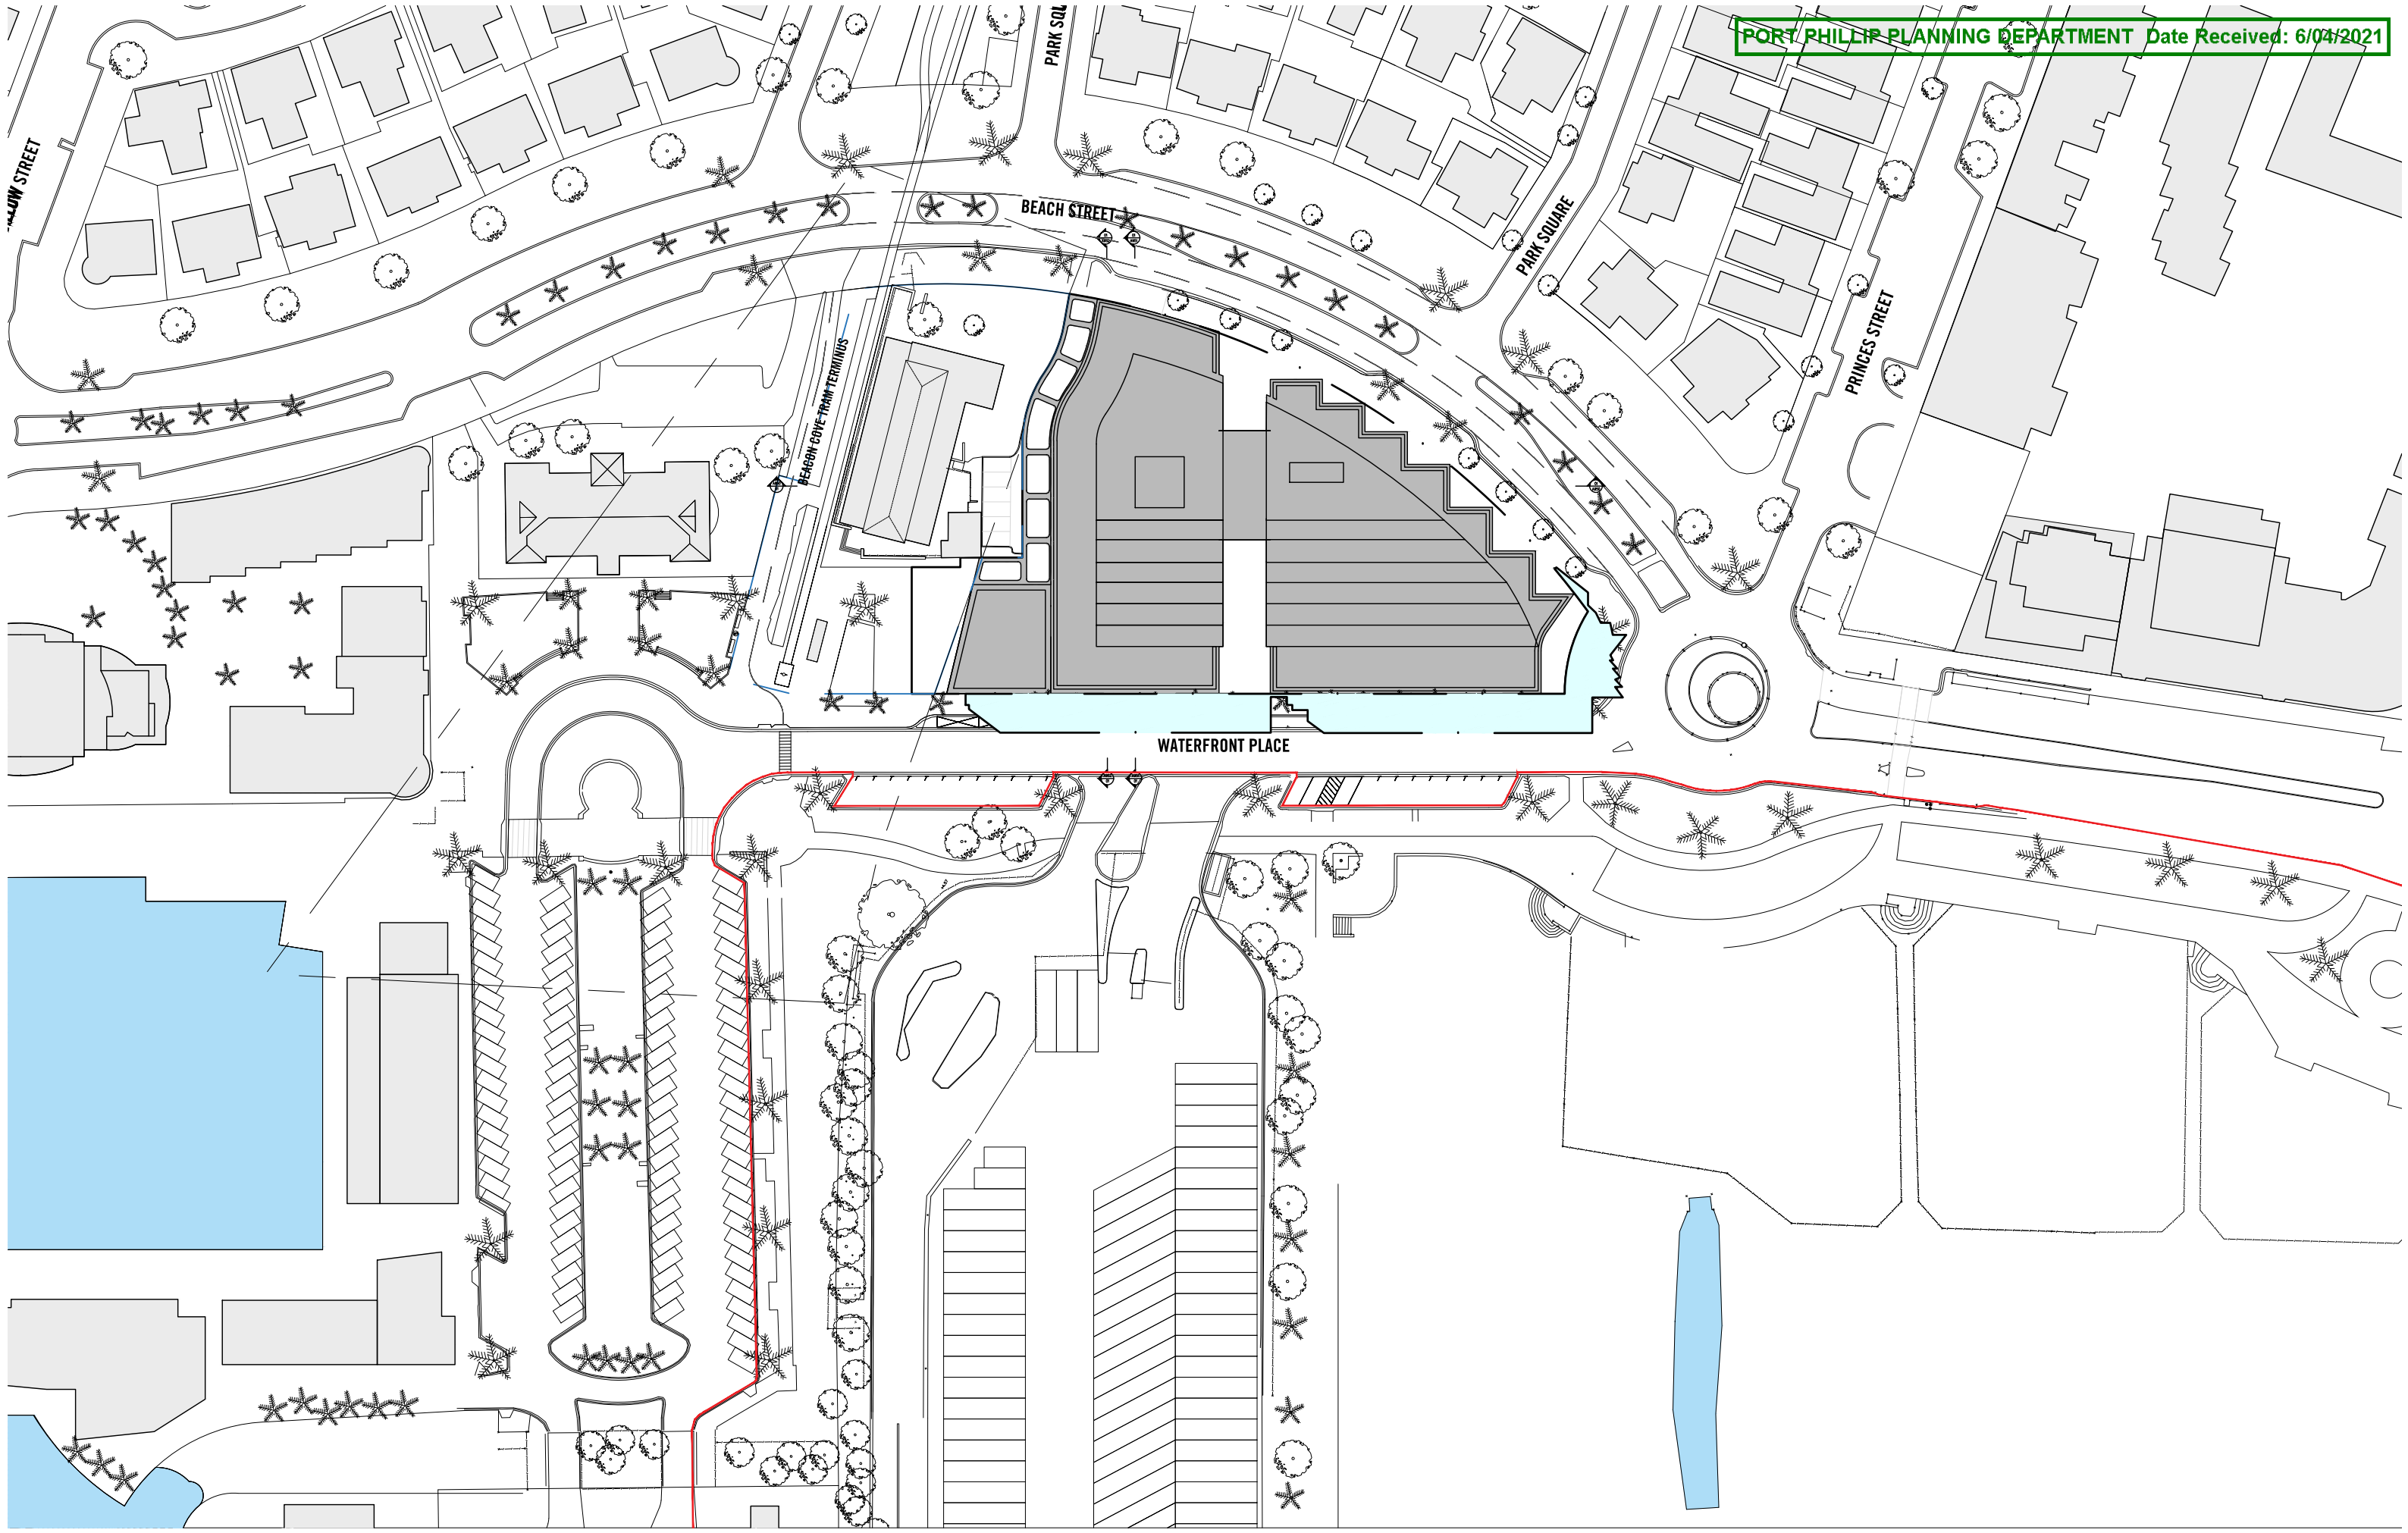 PORT PHILLIP PLANNING DEPARTMENT Date Received: 6/04/2021
BEACH STREET
PARK SQUARE
PRINCES STREET
BEACON COVE TRAM TERMINUS
WATERFRONT PLACE
STREET
PARK